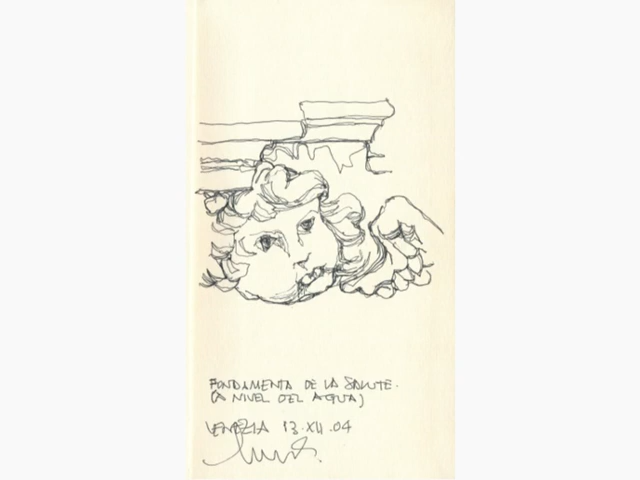 FONDAMENTA DE LA SALUTE.
(A NIVEL DEL AGUA)
VENEZIA 13.XII.04